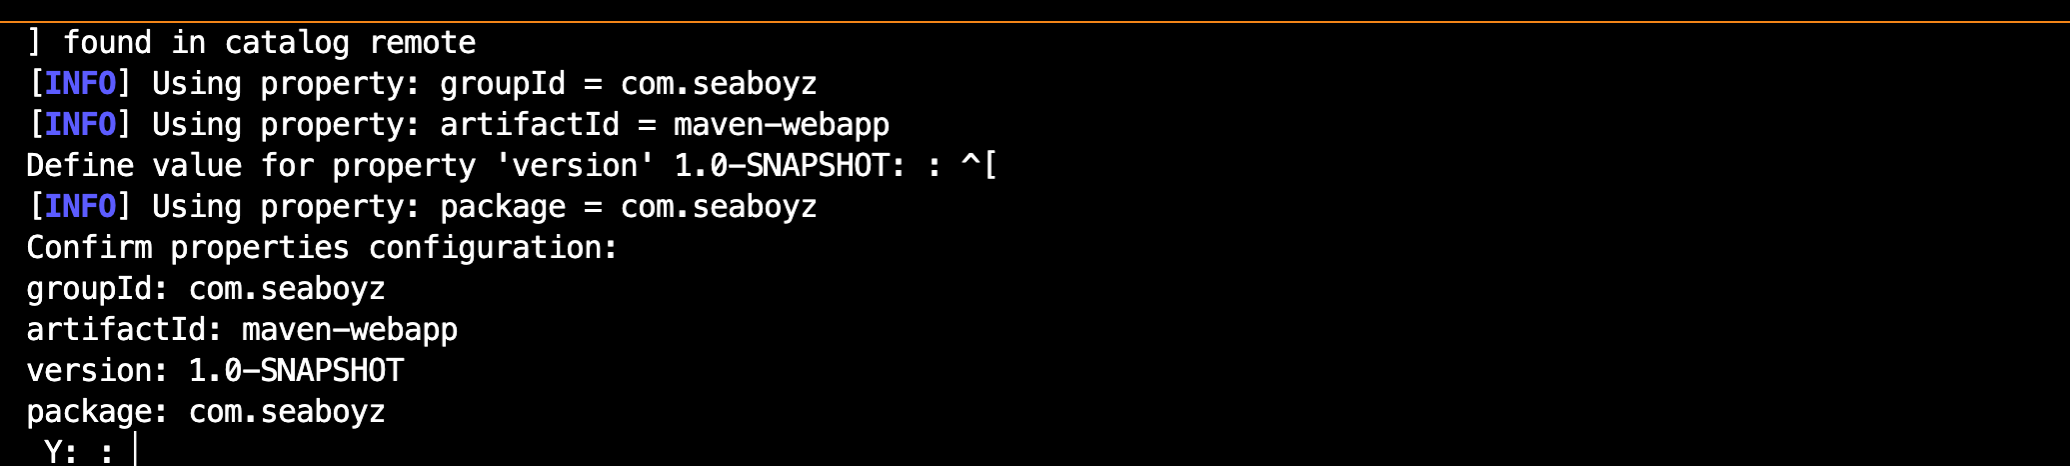 ] found in catalog remote
[INFO] Using property: groupId = com.seaboyz
[INFO] Using property: artifactId = maven-webapp
Define value for property 'version' 1.0-SNAPSHOT: : ^[
[INFO] Using property: package = com.seaboyz
Confirm properties configuration:
groupId: com.seaboyz
artifactId: maven-webapp
version: 1.0-SNAPSHOT
package: com.seaboyz
 Y: :